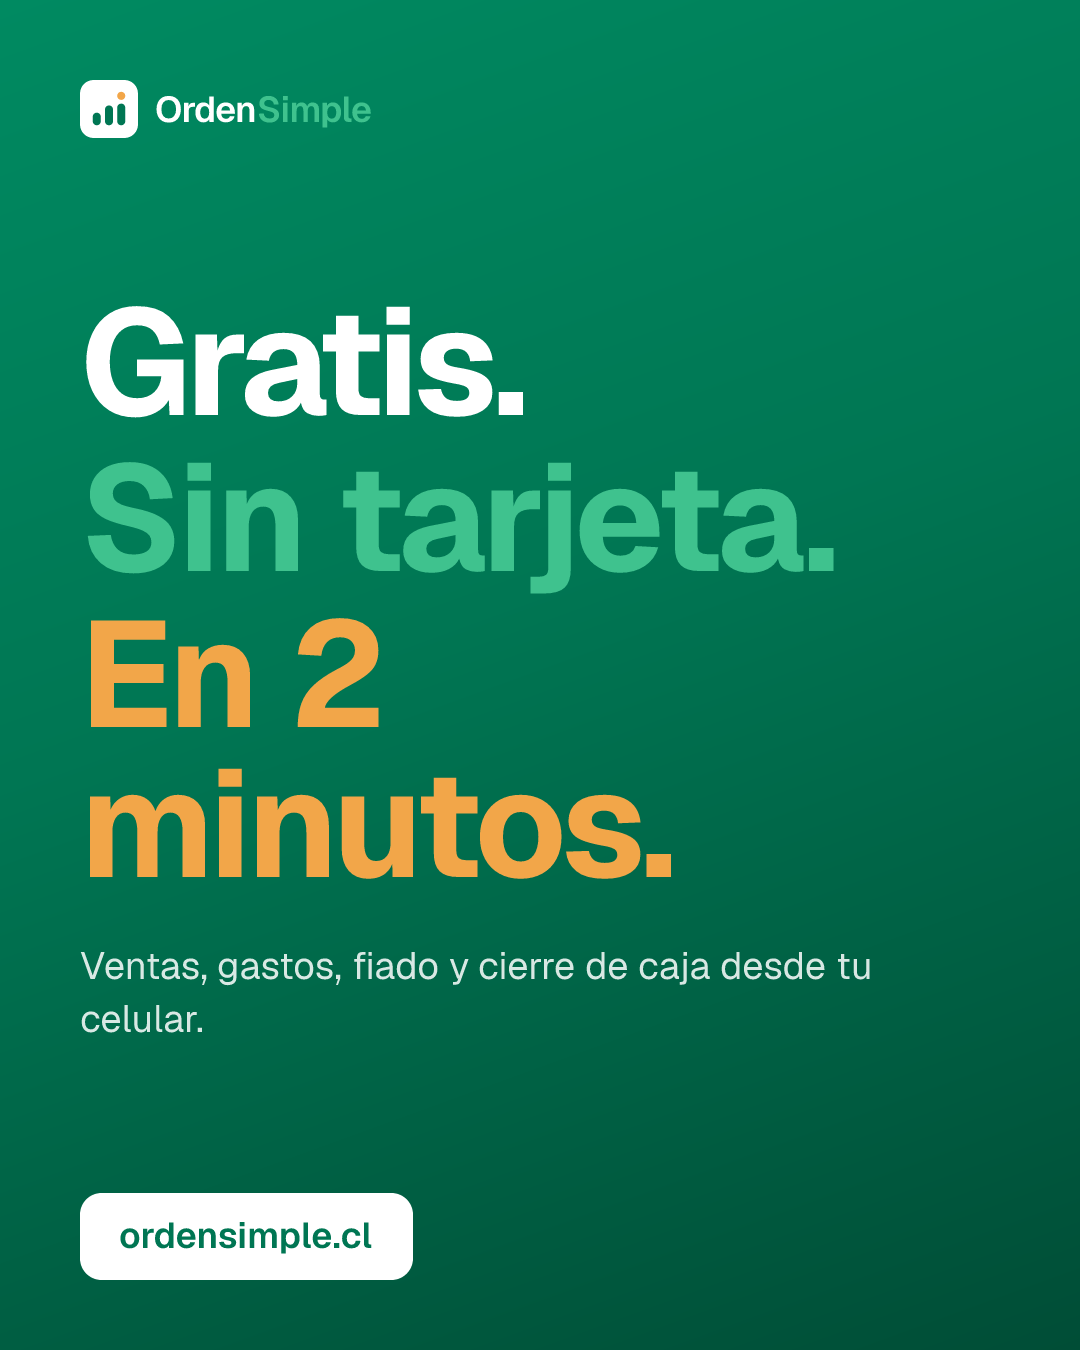 OrdenSimple
Gratis.
Sin tarjeta.
En 2
minutos.
Ventas, gastos, fiado y cierre de caja desde tu
celular.
ordensimple.cl